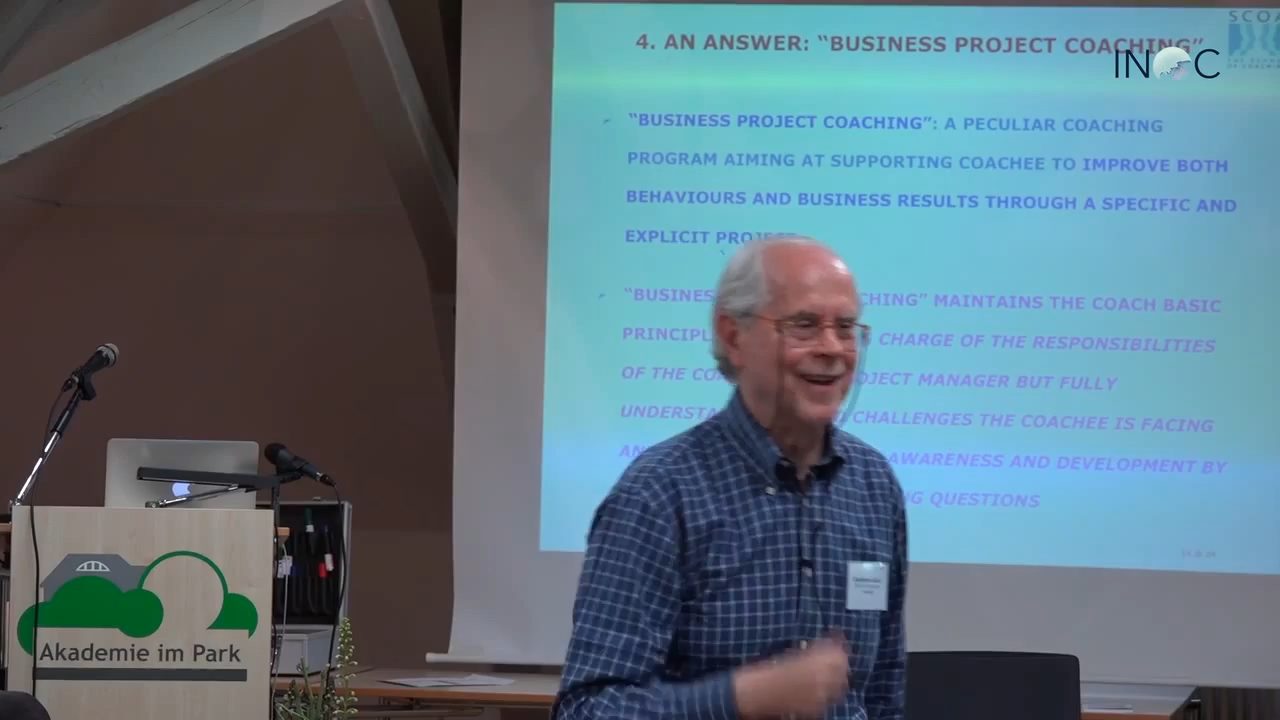 4. AN ANSWER: “BUSINESS PROJECT COACHING”
SCOA
INOC
“BUSINESS PROJECT COACHING”: A PECULIAR COACHING
PROGRAM AIMING AT SUPPORTING COACHEE TO IMPROVE BOTH
BEHAVIOURS AND BUSINESS RESULTS THROUGH A SPECIFIC AND
EXPLICIT
CHING” MAINTAINS THE COACH BASIC
CHARGE OF THE RESPONSIBILITIES
OF THE MANAGER BUT FULLY
CHALLENGES THE COACHEE IS FACING
AWARENESS AND DEVELOPMENT BY
QUESTIONS
Akademie im Park